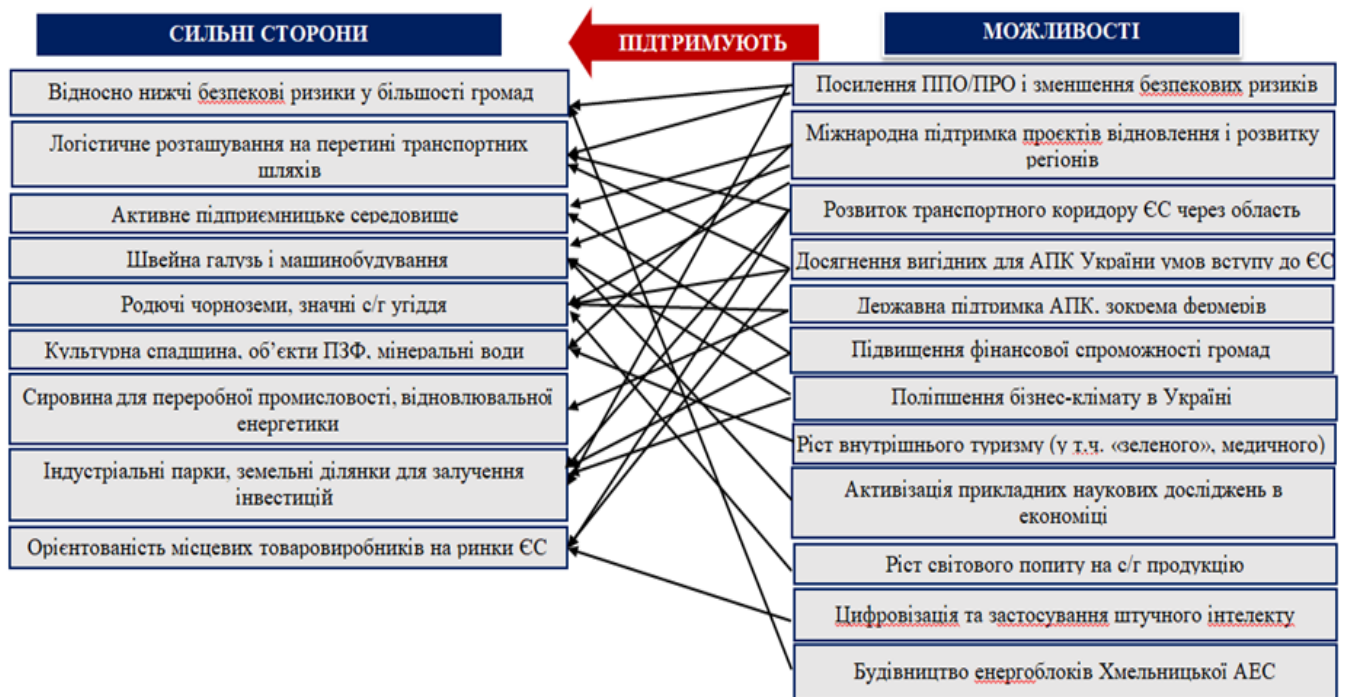 СИЛЬНІ СТОРОНИ
Відносно нижчі безпекові ризики у більшості громад
Логістичне розташування на перетині транспортних
шляхів
Активне підприємницьке середовище
Швейна галузь і машинобудування
Родючі чорноземи, значні с/г угіддя
Культурна спадщина, об’єкти ПЗФ, мінеральні води
Сировина для переробної промисловості, відновлювальної
енергетики
Індустріальні парки, земельні ділянки для залучення
інвестицій
Орієнтованість місцевих товаровиробників на ринки ЄС
ПІДТРИМУЮТЬ
МОЖЛИВОСТІ
Посилення ППО/ПРО і зменшення безпекових ризиків
Міжнародна підтримка проєктів відновлення і розвитку
регіонів
Розвиток транспортного коридору ЄС через область
Досягнення вигідних для АПК України умов вступу до ЄС
Державна підтримка АПК, зокрема фермерів
Підвищення фінансової спроможності громад
Поліпшення бізнес-клімату в Україні
Ріст внутрішнього туризму (у т.ч. «зеленого», медичного)
Активізація прикладних наукових досліджень в
економіці
Ріст світового попиту на с/г продукцію
Цифровізація та застосування штучного інтелекту
Будівництво енергоблоків Хмельницької АЕС